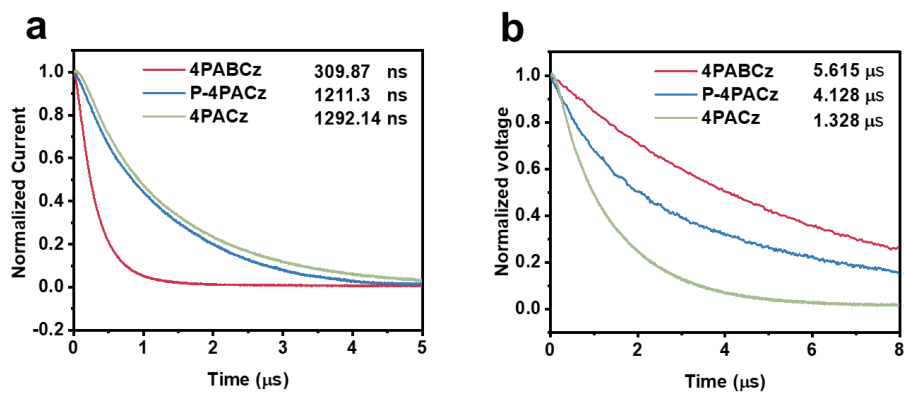 a
4PABCz 309.87 ns
P-4PACz 1211.3 ns
4PACz 1292.14 ns
Normalized Current
1.0
0.8
0.6
0.4
0.2
0.0
-0.2
0 1 2 3 4 5
Time (μs)
b
4PABCz 5.615 μs
P-4PACz 4.128 μs
4PACz 1.328 μs
Normalized voltage
1.0
0.8
0.6
0.4
0.2
0.0
0 2 4 6 8
Time (μs)